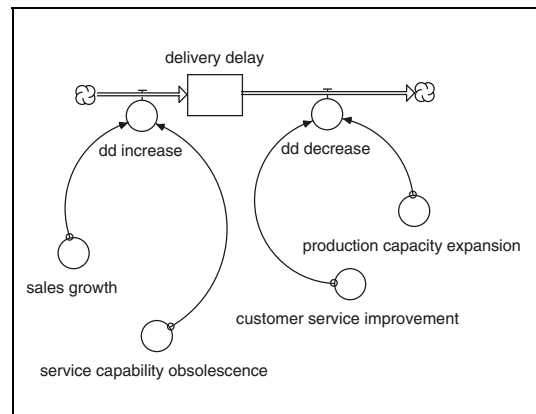 delivery delay
dd increase
dd decrease
production capacity expansion
sales growth
customer service improvement
service capability obsolescence